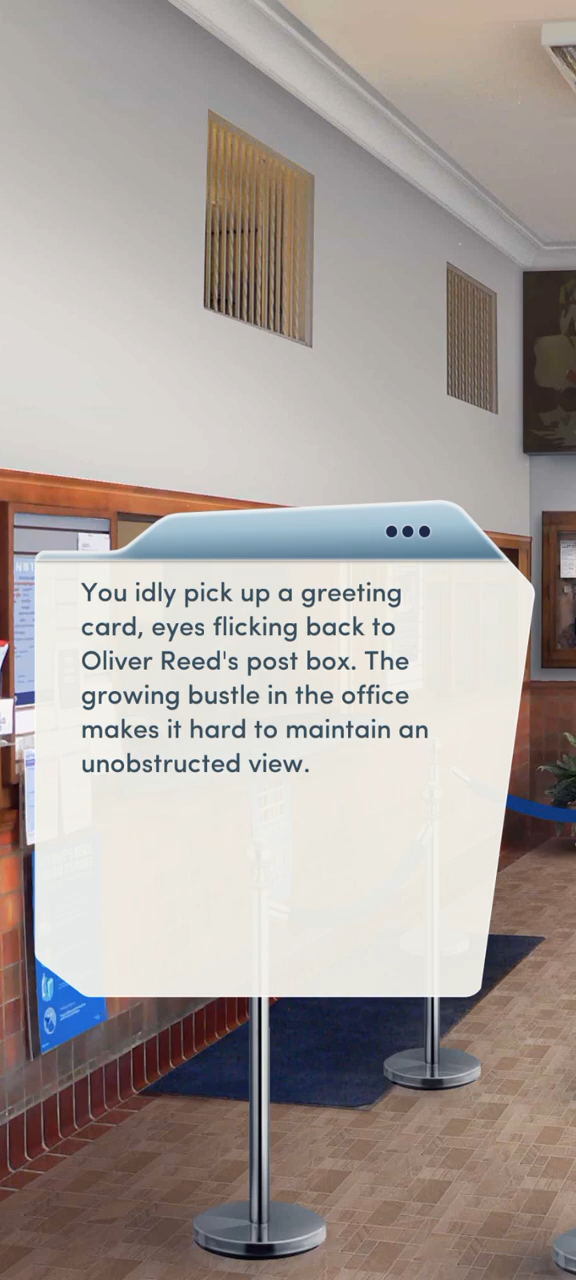 You idly pick up a greeting
card, eyes flicking back to
Oliver Reed's post box. The
growing bustle in the office
makes it hard to maintain an
unobstructed view.